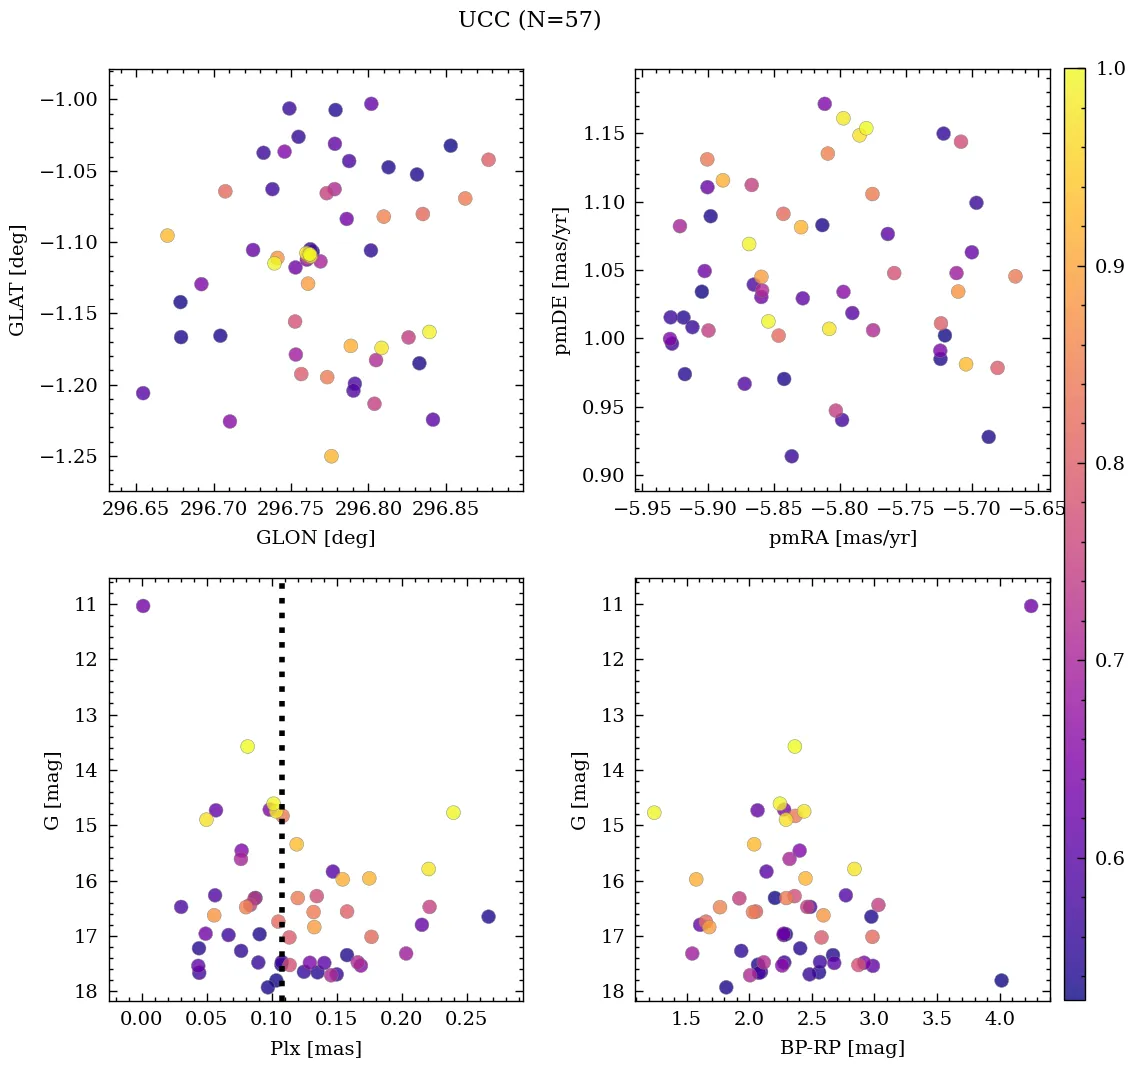 UCC (N=57)
−1.00
−1.05
−1.10
−1.15
−1.20
−1.25
GLAT [deg]
296.65 296.70 296.75 296.80 296.85
GLON [deg]
1.15
1.10
1.05
1.00
0.95
0.90
pmDE [mas/yr]
−5.95 −5.90 −5.85 −5.80 −5.75 −5.70 −5.65
pmRA [mas/yr]
1.0
0.9
0.8
0.7
0.6
11
12
13
14
15
16
17
18
G [mag]
0.00 0.05 0.10 0.15 0.20 0.25
Plx [mas]
11
12
13
14
15
16
17
18
G [mag]
1.5 2.0 2.5 3.0 3.5 4.0
BP-RP [mag]